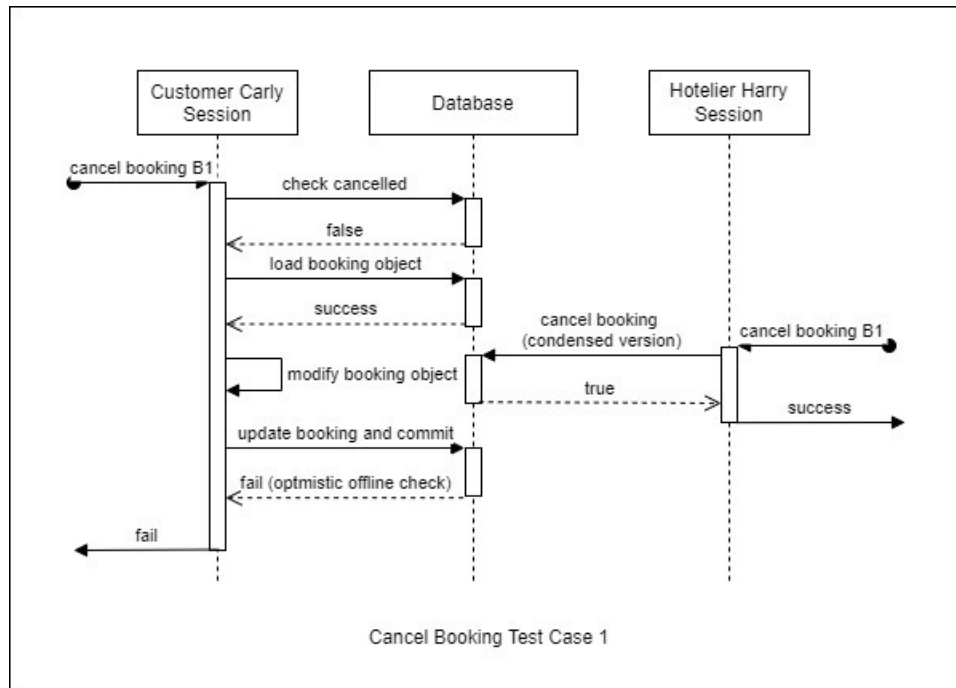 Customer Carly
Session
Database
Hotelier Harry
Session
cancel booking B1
check cancelled
false
load booking object
success
cancel booking
(condensed version)
cancel booking B1
modify booking object
true
success
update booking and commit
fail (optmistic offline check)
fail
Cancel Booking Test Case 1